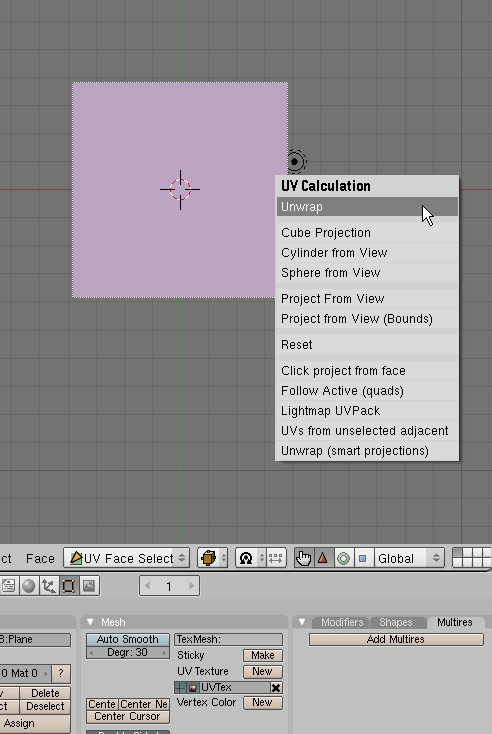 UV Calculation
Unwrap
Cube Projection
Cylinder from View
Sphere from View
Project From View
Project from View (Bounds)
Reset
Click project from face
Follow Active (quads)
Lightmap UVPack
UVs from unselected adjacent
Unwrap (smart projections)
ct Face UV Face Select Global
1
Mesh Modifiers Shapes Multires
B:Plane Auto Smooth TexMesh: Add Multires
Degr: 30 Sticky Make
0 Mat 0 ? UV Texture New
Delete UVTex
ct Deselect Cente Center Ne Vertex Color New
Assign Center Cursor